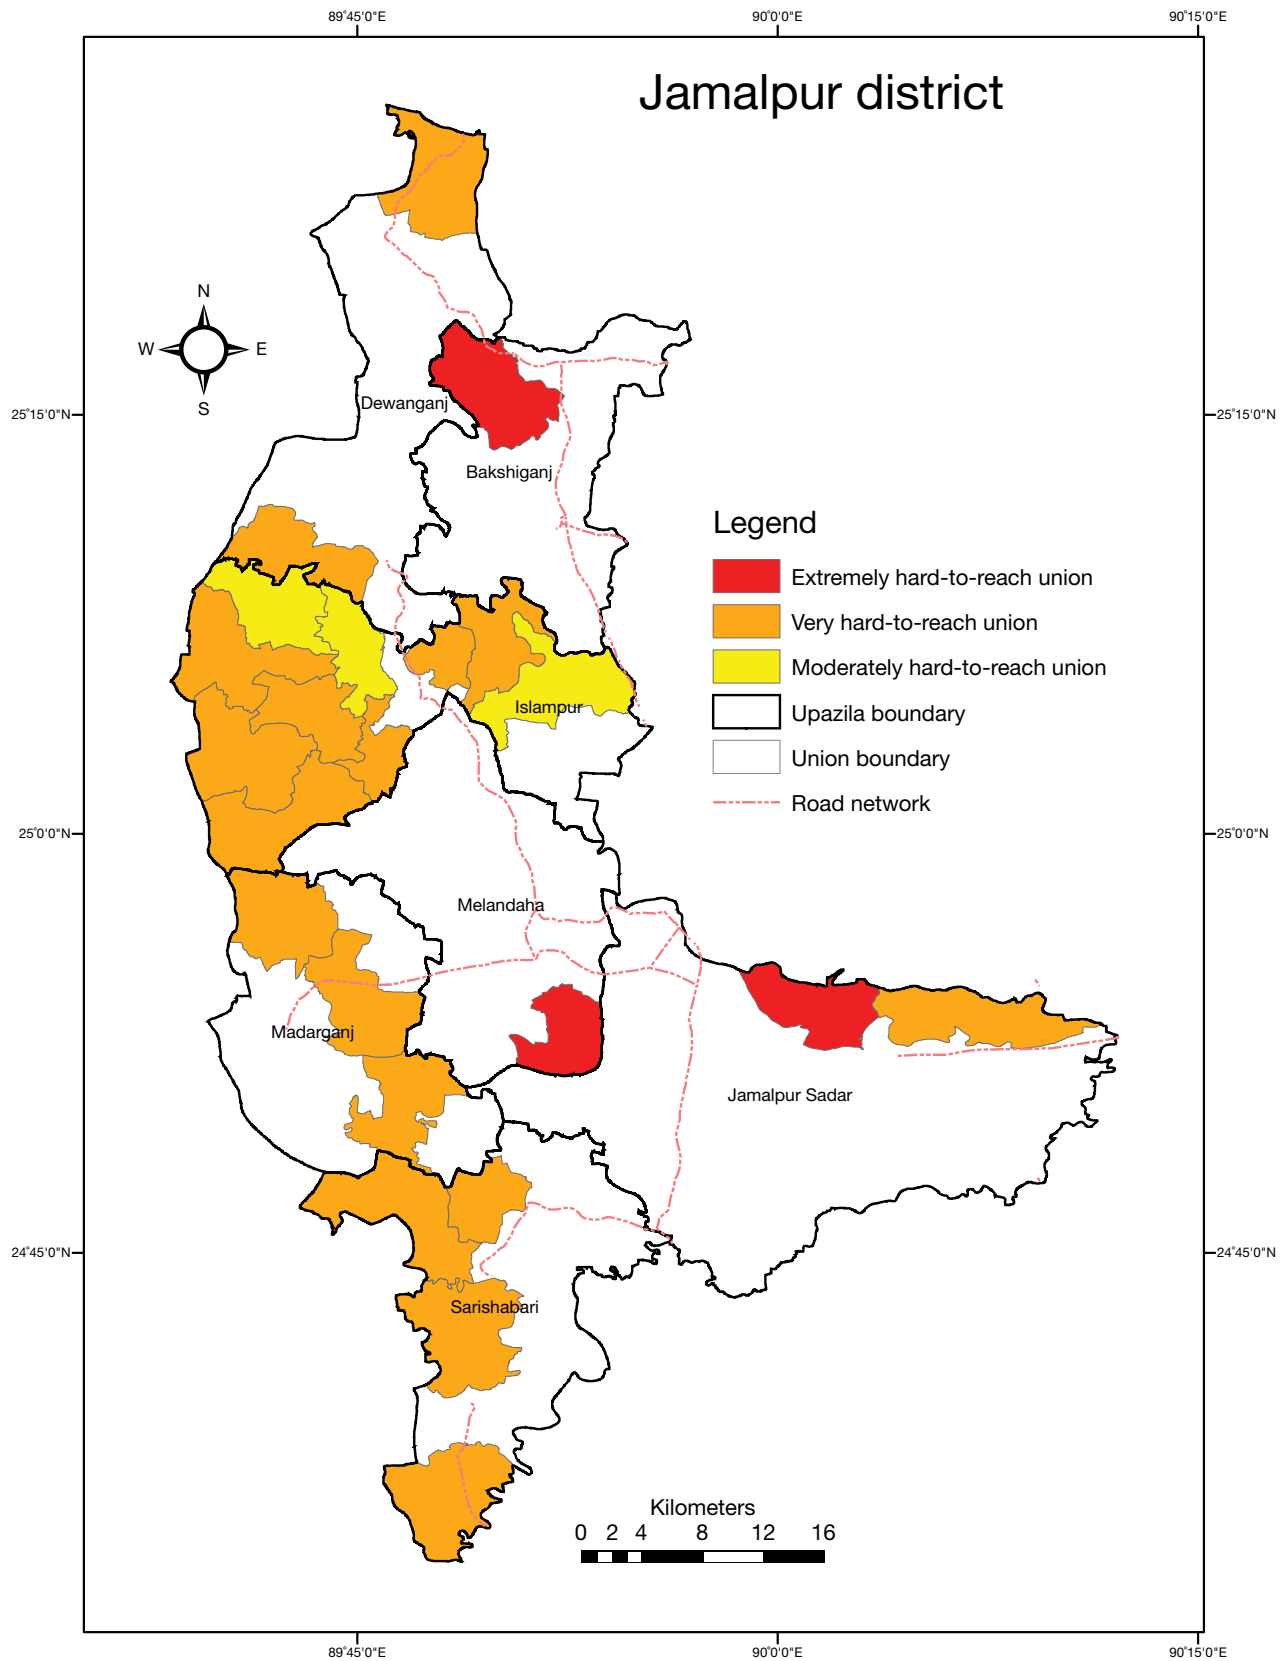 89°45'0"E
90°0'0"E
90°15'0"E
Jamalpur district
N
W
E
S
25°15'0"N
25°15'0"N
Dewanganj
Bakshiganj
Legend
Extremely hard-to-reach union
Very hard-to-reach union
Moderately hard-to-reach union
Upazila boundary
Union boundary
Road network
Islampur
25°0'0"N
25°0'0"N
Melandaha
Madarganj
Jamalpur Sadar
24°45'0"N
24°45'0"N
Sarishabari
Kilometers
0 2 4 8 12 16
89°45'0"E
90°0'0"E
90°15'0"E